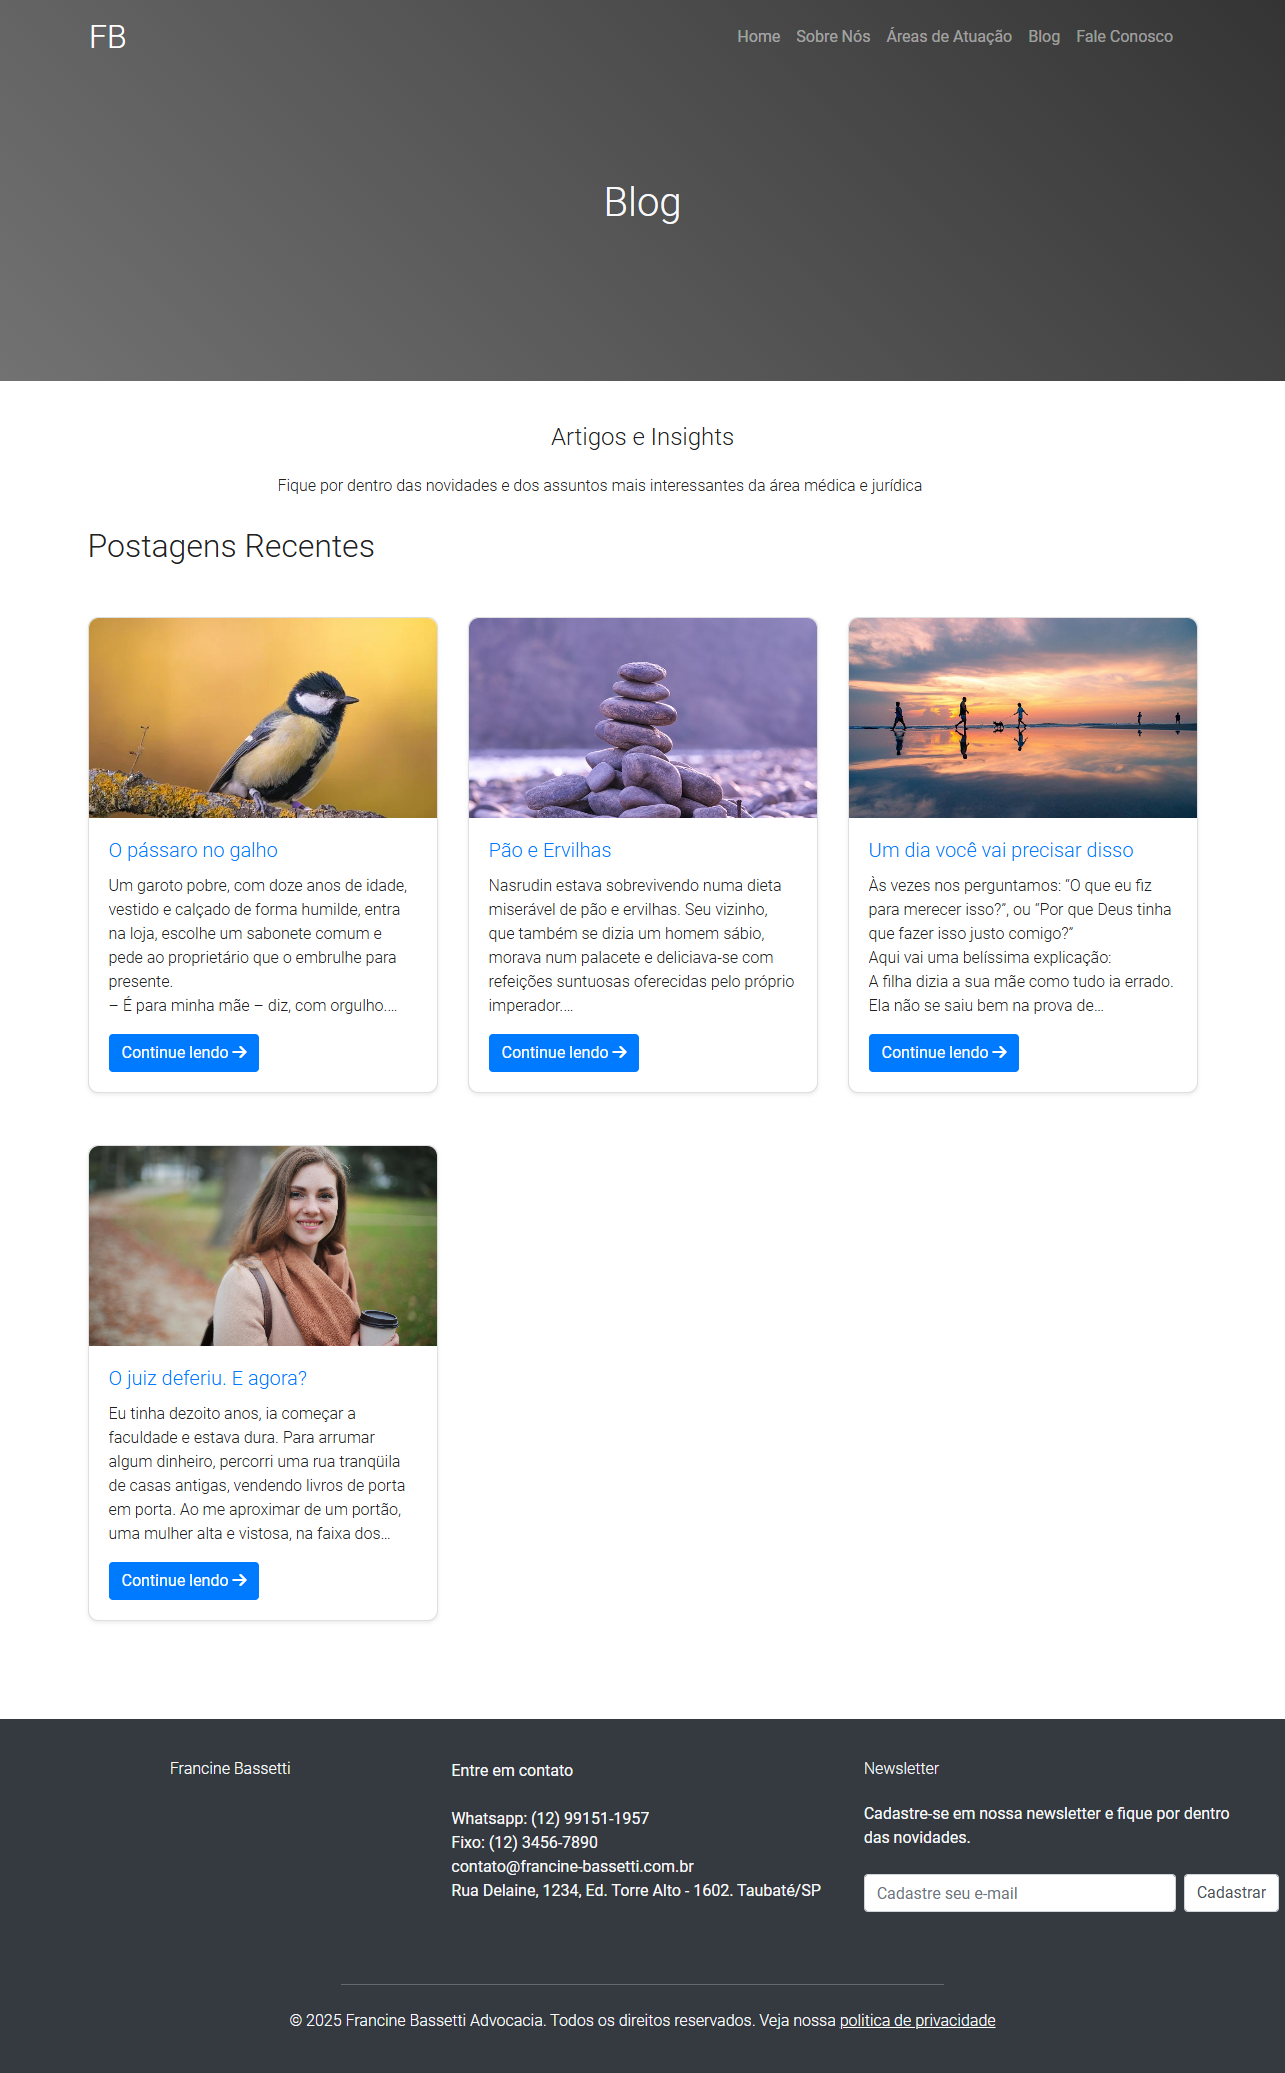 FB
Home Sobre Nós Áreas de Atuação Blog Fale Conosco
Blog
Artigos e Insights
Fique por dentro das novidades e dos assuntos mais interessantes da área médica e jurídica
Postagens Recentes
O pássaro no galho
Um garoto pobre, com doze anos de idade,
vestido e calçado de forma humilde, entra
na loja, escolhe um sabonete comum e
pede ao proprietário que o embrulhe para
presente.
– É para minha mãe – diz, com orgulho....
Continue lendo →
Pão e Ervilhas
Nasrudin estava sobrevivendo numa dieta
miserável de pão e ervilhas. Seu vizinho,
que também se dizia um homem sábio,
morava num palacete e deliciava-se com
refeições suntuosas oferecidas pelo próprio
imperador....
Continue lendo →
Um dia você vai precisar disso
Às vezes nos perguntamos: “O que eu fiz
para merecer isso?”, ou “Por que Deus tinha
que fazer isso justo comigo?”
Aqui vai uma belíssima explicação:
A filha dizia a sua mãe como tudo ia errado.
Ela não se saiu bem na prova de...
Continue lendo →
O juiz deferiu. E agora?
Eu tinha dezoito anos, ia começar a
faculdade e estava dura. Para arrumar
algum dinheiro, percorri uma rua tranqüila
de casas antigas, vendendo livros de porta
em porta. Ao me aproximar de um portão,
uma mulher alta e vistosa, na faixa dos...
Continue lendo →
Francine Bassetti
Entre em contato
Whatsapp: (12) 99151-1957
Fixo: (12) 3456-7890
contato@francine-bassetti.com.br
Rua Delaine, 1234, Ed. Torre Alto - 1602. Taubaté/SP
Newsletter
Cadastre-se em nossa newsletter e fique por dentro
das novidades.
Cadastre seu e-mail Cadastrar
© 2025 Francine Bassetti Advocacia. Todos os direitos reservados. Veja nossa politica de privacidade